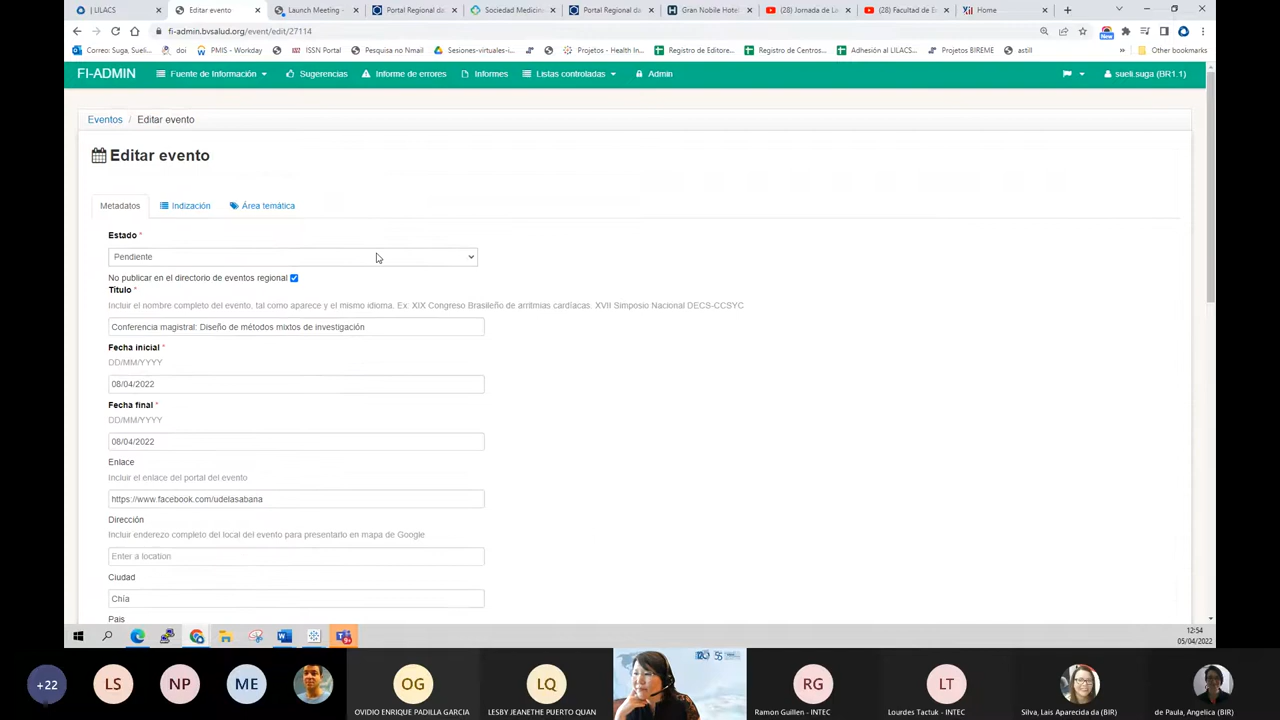 LILACS
Editar evento
Launch Meeting -
Portal Regional da
Sociedad Medicin
Portal Regional da
Gran Nobile Hotel
(28) Jornada de La
(28) Facultad de E
Home
fi-admin.bvsalud.org/event/edit/27114
Correo: Suga, Sueli...
doi
PMIS - Workday
ISSN Portal
Pesquisa no Nmail
Sesiones-virtuales-i...
Projetos - Health In...
Registro de Editore...
Registro de Centros...
Adhesión al LILACS...
Projetos BIREME
astill
»
Other bookmarks
FI-ADMIN
Fuente de Información
Sugerencias
Informe de errores
Informes
Listas controladas
Admin
sueli.suga (BR1.1)
Eventos / Editar evento
Editar evento
Metadatos
Indización
Área temática
Estado *
Pendiente
No publicar en el directorio de eventos regional
Título *
Incluir el nombre completo del evento, tal como aparece y el mismo idioma. Ex: XIX Congreso Brasileño de arritmias cardíacas. XVII Simposio Nacional DECS-CCSYC
Conferencia magistral: Diseño de métodos mixtos de investigación
Fecha inicial *
DD/MM/YYYY
08/04/2022
Fecha final *
DD/MM/YYYY
08/04/2022
Enlace
Incluir el enlace del portal del evento
https://www.facebook.com/udelasabana
Dirección
Incluir enderezo completo del local del evento para presentarlo en mapa de Google
Enter a location
Ciudad
Chía
Pais
12:54
05/04/2022
+22
LS
NP
ME
OG
OVIDIO ENRIQUE PADILLA GARCIA
LQ
LESBY JEANETHE PUERTO QUAN
RG
Ramon Guillen - INTEC
LT
Lourdes Tactuk - INTEC
Silva, Lais Aparecida da (BIR)
de Paula, Angelica (BIR)